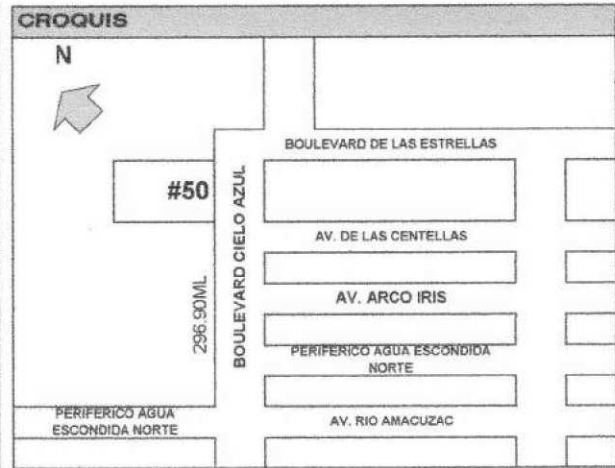 CROQUIS
N
BOULEVARD DE LAS ESTRELLAS
#50
BOULEVARD CIELO AZUL
AV. DE LAS CENTELLAS
296.90ML
AV. ARCO IRIS
PERIFERICO AGUA ESCONDIDA
NORTE
PERIFERICO AGUA
ESCONDIDA NORTE
AV. RIO AMACUZAC